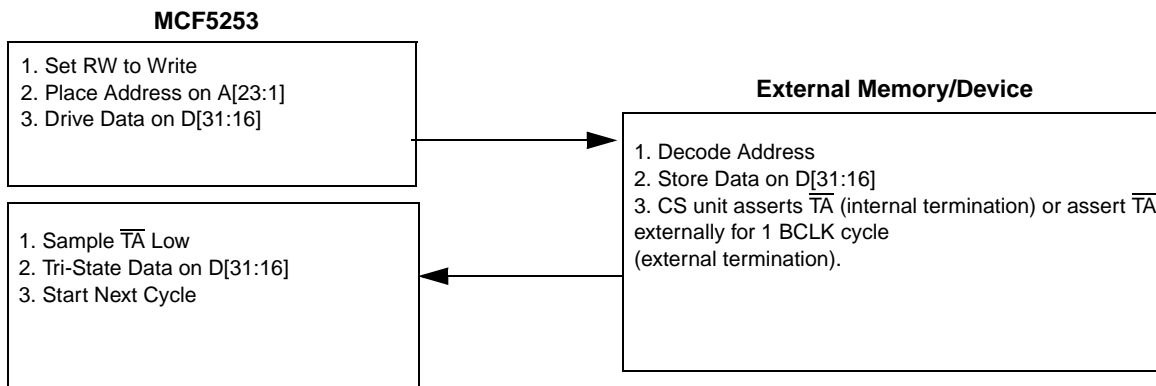 MCF5253
1. Set RW to Write
2. Place Address on A[23:1]
3. Drive Data on D[31:16]
External Memory/Device
1. Decode Address
2. Store Data on D[31:16]
3. CS unit asserts T̅A̅ (internal termination) or assert T̅A̅
externally for 1 BCLK cycle
(external termination).
1. Sample T̅A̅ Low
2. Tri-State Data on D[31:16]
3. Start Next Cycle